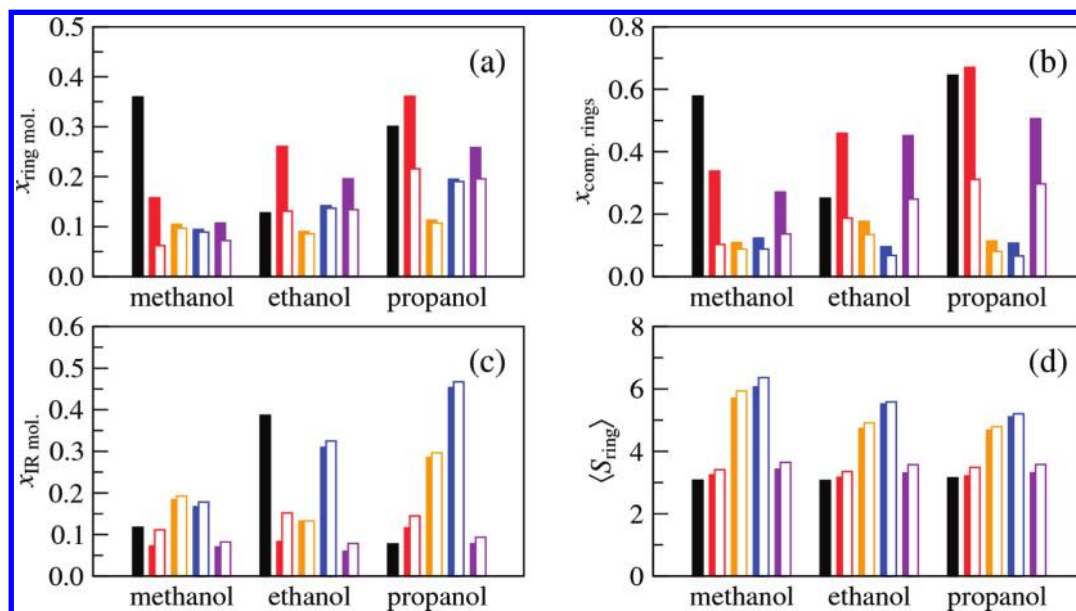 0.5
0.4
0.3
0.2
0.1
0.0
x ring mol.
(a)
methanol ethanol propanol
0.8
0.6
0.4
0.2
0.0
x comp. rings
(b)
methanol ethanol propanol
0.6
0.5
0.4
0.3
0.2
0.1
0.0
x IR mol.
(c)
methanol ethanol propanol
8
6
4
2
0
⟨S ring⟩
(d)
methanol ethanol propanol